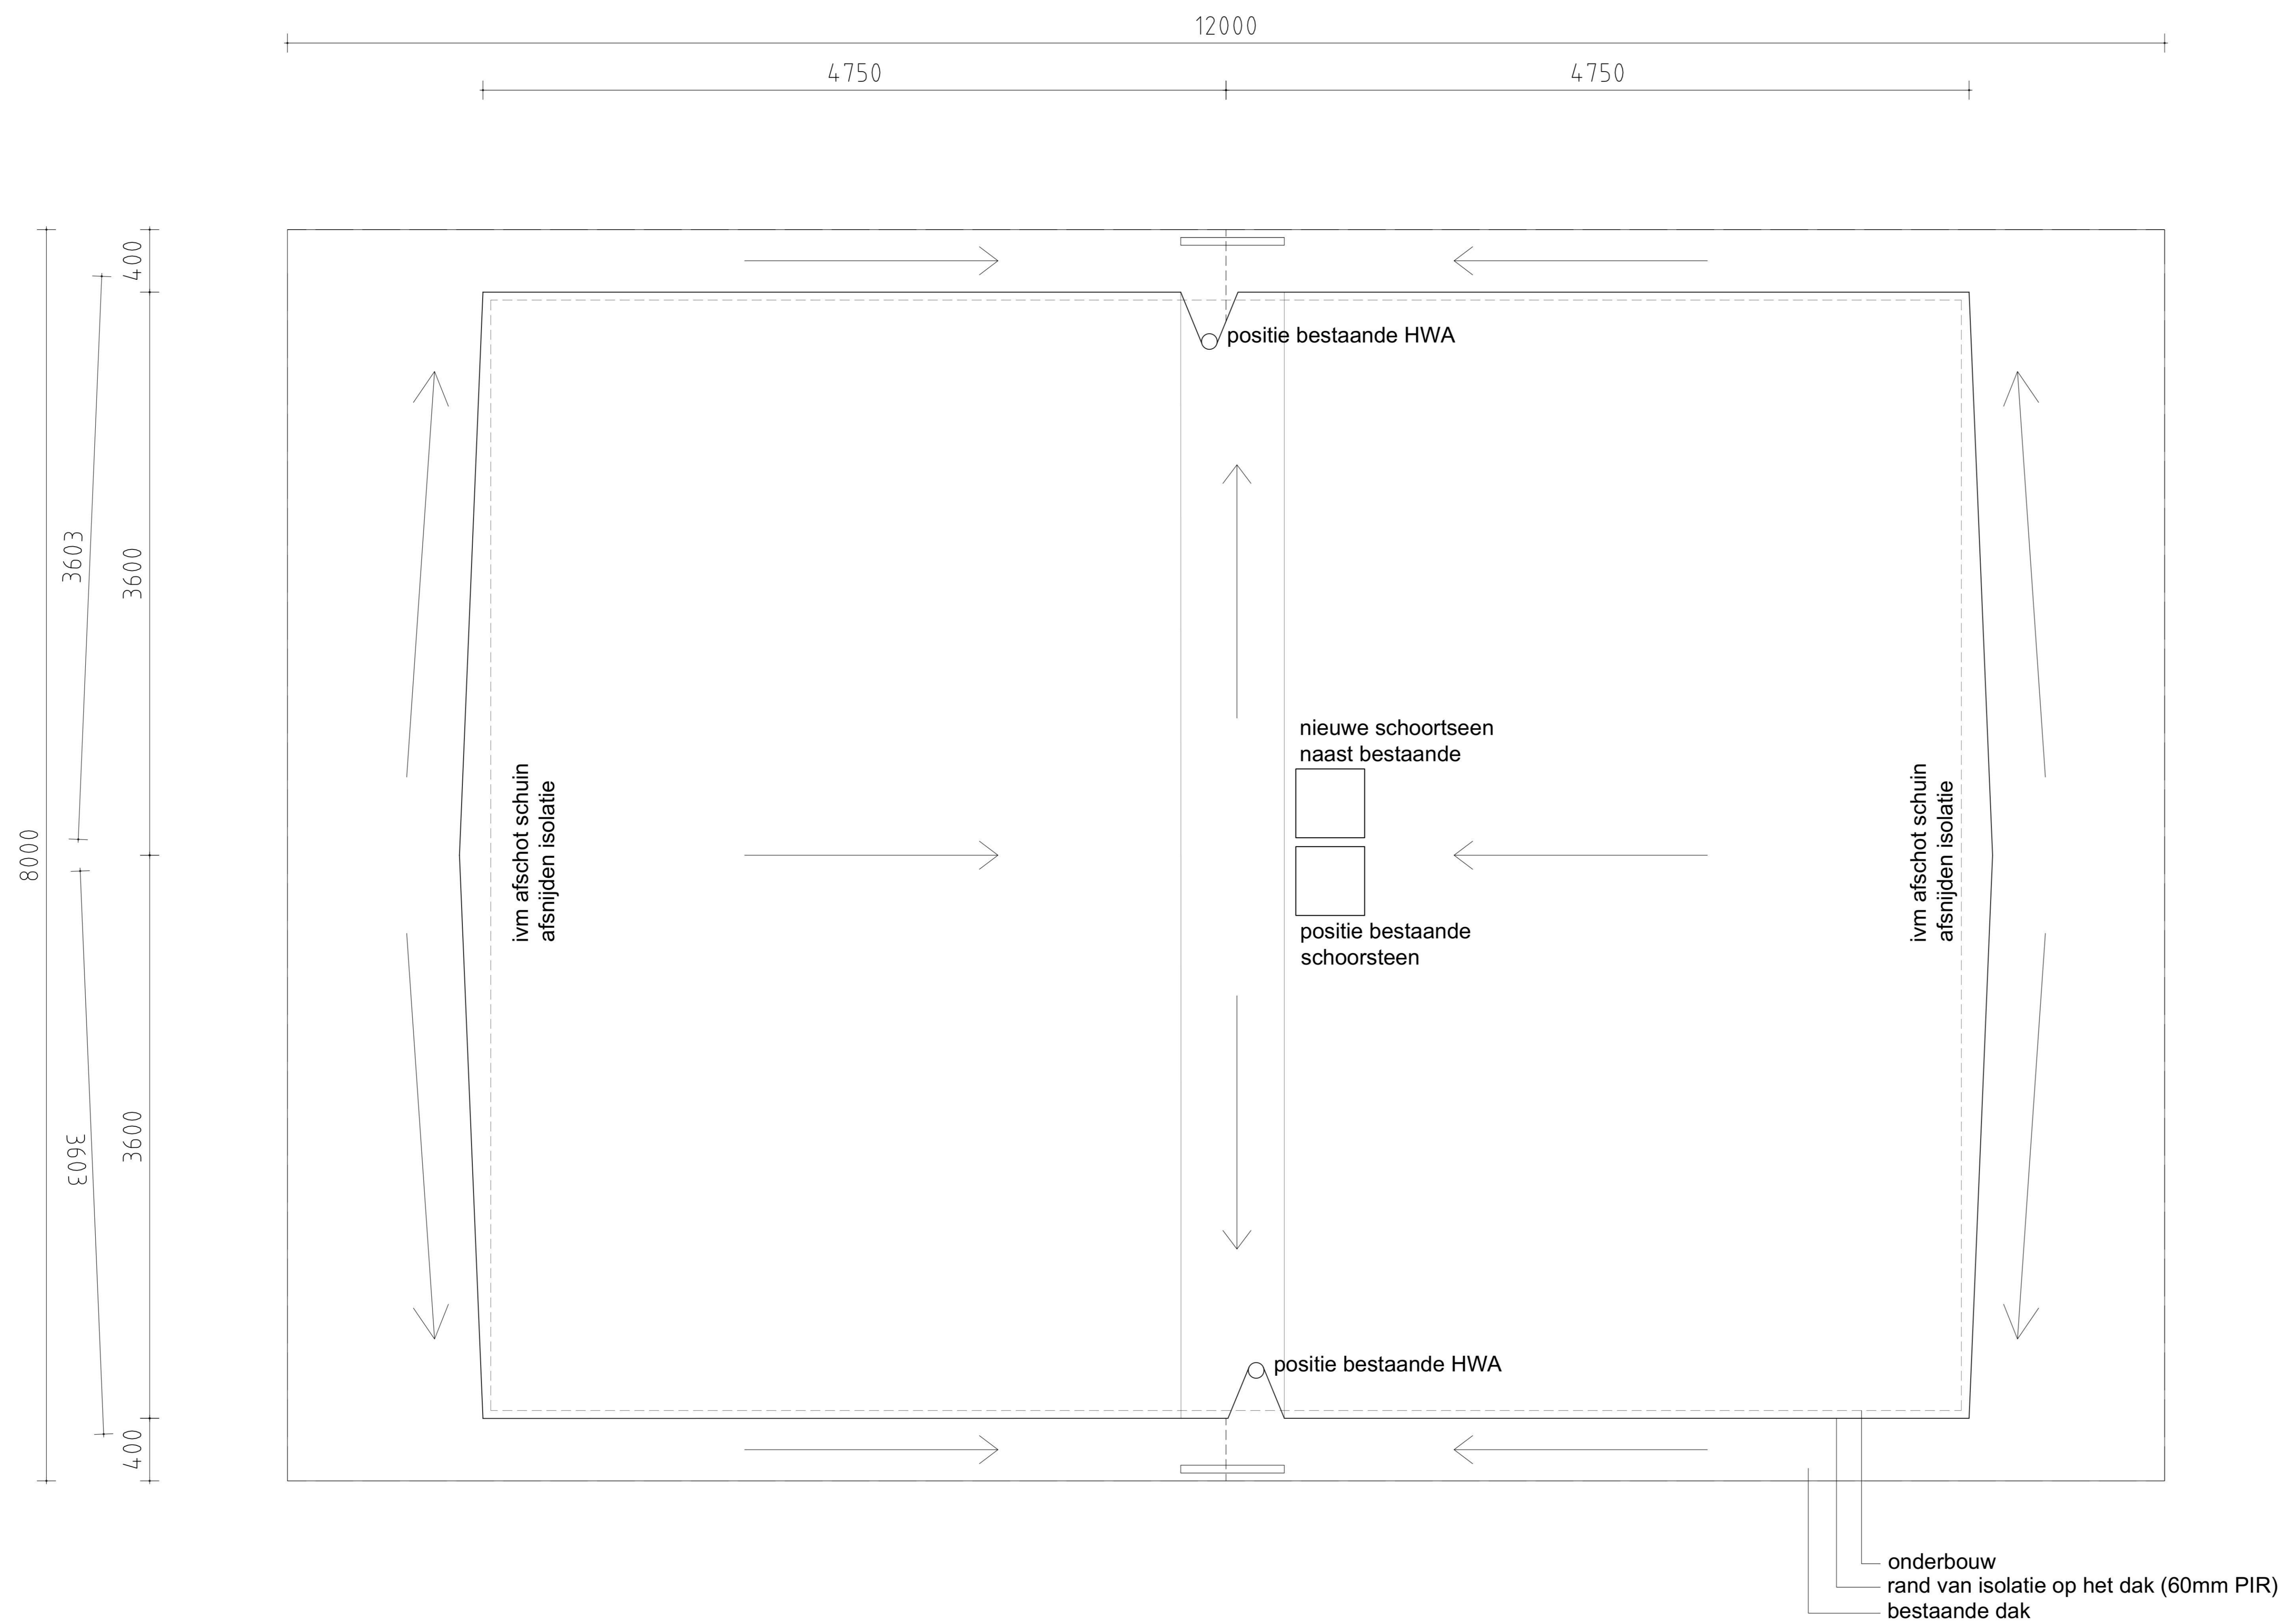 12000
4750
4750
400
3603
3600
8000
3600
3603
400
positie bestaande HWA
nieuwe schoortseen
naast bestaande
ivm afschot schuin
afsnijden isolatie
ivm afschot schuin
afsnijden isolatie
positie bestaande
schoorsteen
positie bestaande HWA
onderbouw
rand van isolatie op het dak (60mm PIR)
bestaande dak